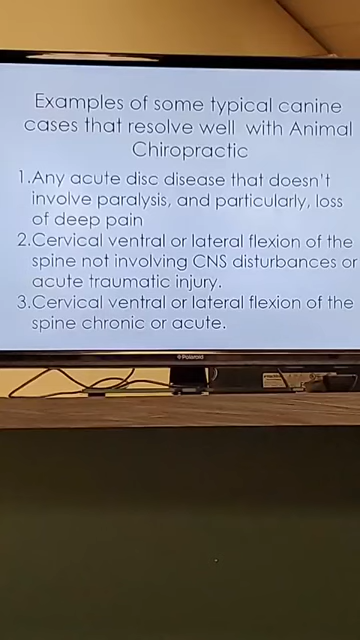 Examples of some typical canine
cases that resolve well with Animal
Chiropractic
1.Any acute disc disease that doesn't
involve paralysis, and particularly, loss
of deep pain
2.Cervical ventral or lateral flexion of the
spine not involving CNS disturbances or
acute traumatic injury.
3.Cervical ventral or lateral flexion of the
spine chronic or acute.
Polaroid